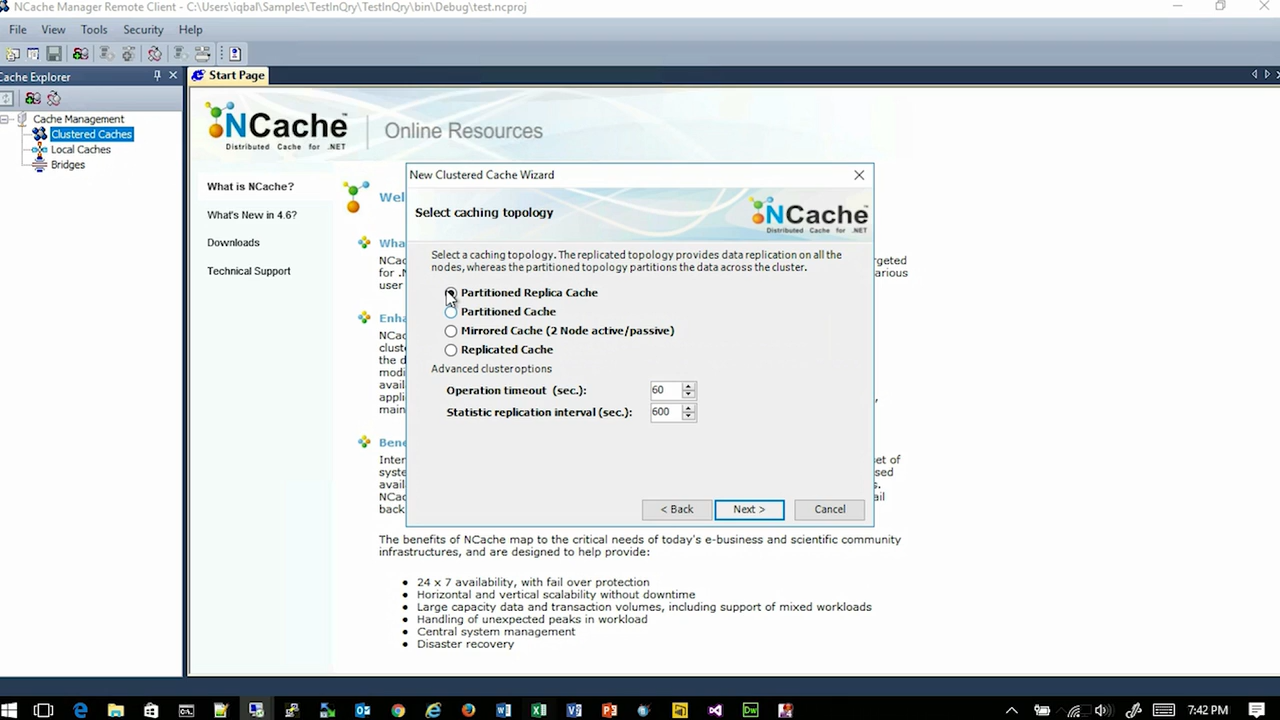 NCache Manager Remote Client - C:\Users\iqbal\Samples\TestInQry\TestInQry\bin\Debug\test.ncproj
File View Tools Security Help
Cache Explorer
Start Page
Cache Management
Clustered Caches
Local Caches
Bridges
NCache
Distributed Cache for .NET
Online Resources
What is NCache?
What's New in 4.6?
Downloads
Technical Support
New Clustered Cache Wizard
Select caching topology
NCache
Distributed Cache for .NET
Select a caching topology. The replicated topology provides data replication on all the
nodes, whereas the partitioned topology partitions the data across the cluster.
Partitioned Replica Cache
Partitioned Cache
Mirrored Cache (2 Node active/passive)
Replicated Cache
Advanced cluster options
Operation timeout (sec.): 60
Statistic replication interval (sec.): 600
< Back Next > Cancel
The benefits of NCache map to the critical needs of today's e-business and scientific community
infrastructures, and are designed to help provide:
24 x 7 availability, with fail over protection
Horizontal and vertical scalability without downtime
Large capacity data and transaction volumes, including support of mixed workloads
Handling of unexpected peaks in workload
Central system management
Disaster recovery
7:42 PM